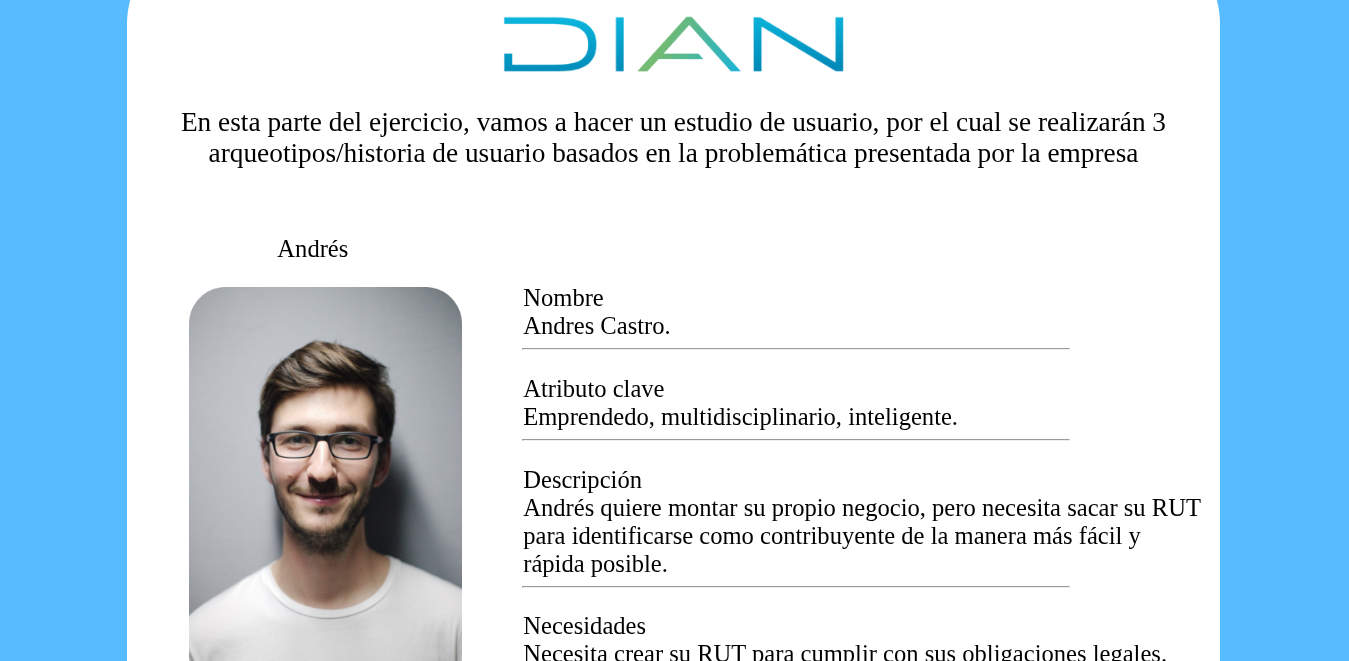 DIAN
En esta parte del ejercicio, vamos a hacer un estudio de usuario, por el cual se realizarán 3
arqueotipos/historia de usuario basados en la problemática presentada por la empresa
Andrés
Nombre
Andres Castro.
Atributo clave
Emprendedo, multidisciplinario, inteligente.
Descripción
Andrés quiere montar su propio negocio, pero necesita sacar su RUT
para identificarse como contribuyente de la manera más fácil y
rápida posible.
Necesidades
Necesita crear su RUT para cumplir con sus obligaciones legales.